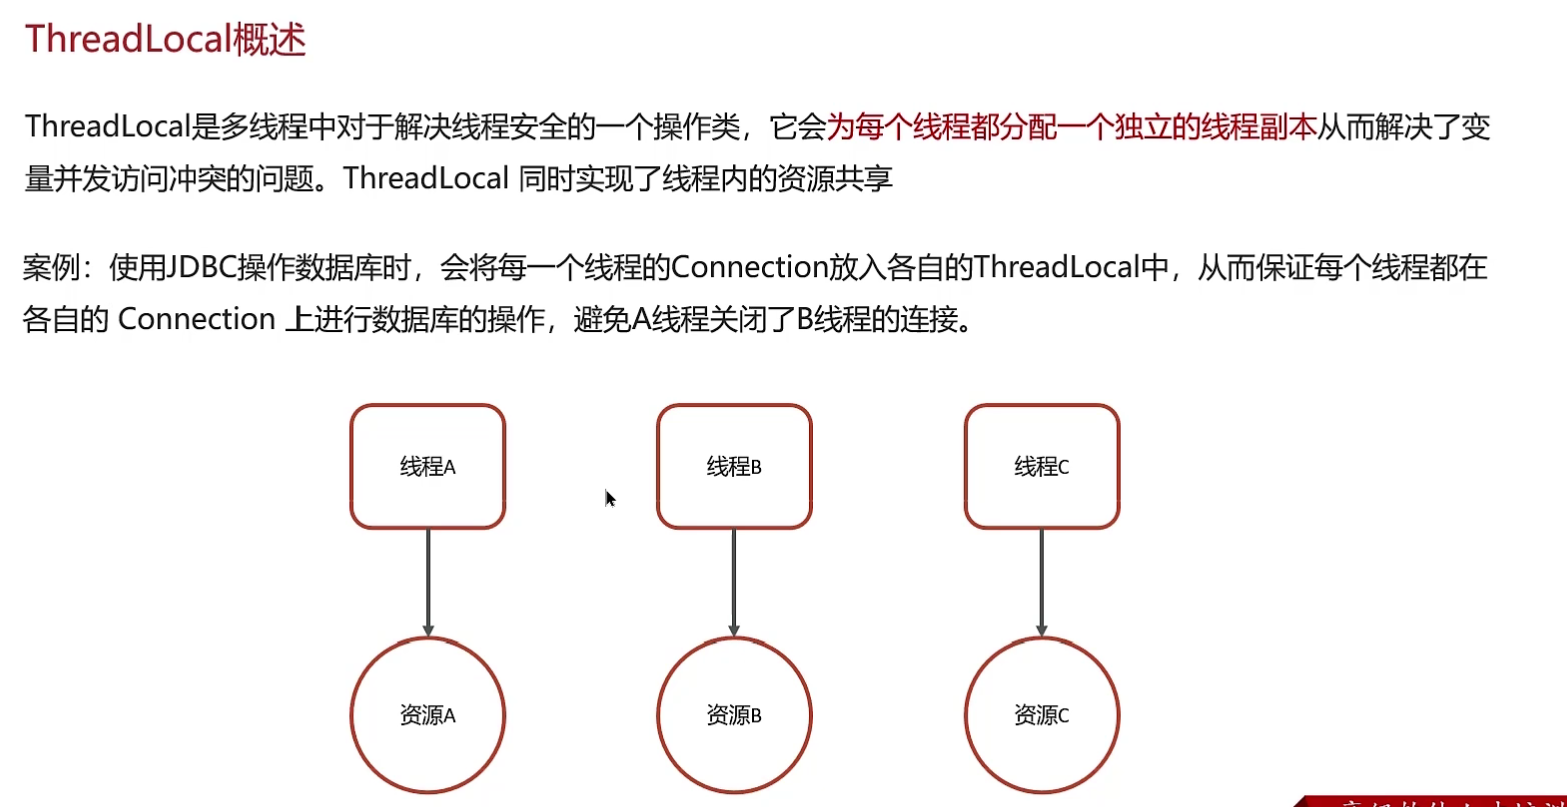 ThreadLocal概述
ThreadLocal是多线程中对于解决线程安全的一个操作类，它会为每个线程都分配一个独立的线程副本从而解决了变
量并发访问冲突的问题。ThreadLocal 同时实现了线程内的资源共享
案例：使用JDBC操作数据库时，会将每一个线程的Connection放入各自的ThreadLocal中，从而保证每个线程都在
各自的 Connection 上进行数据库的操作，避免A线程关闭了B线程的连接。
线程A
线程B
线程C
资源A
资源B
资源C